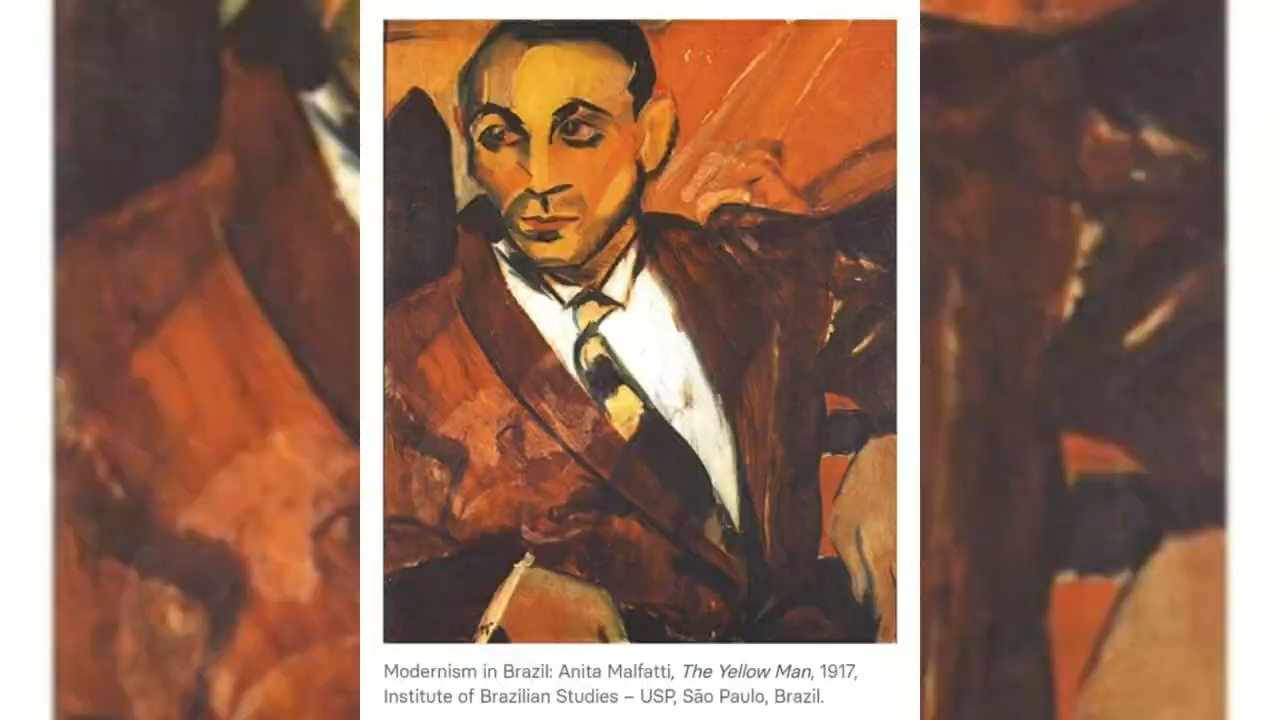 Modernism in Brazil: Anita Malfatti, The Yellow Man, 1917,
Institute of Brazilian Studies – USP, São Paulo, Brazil.